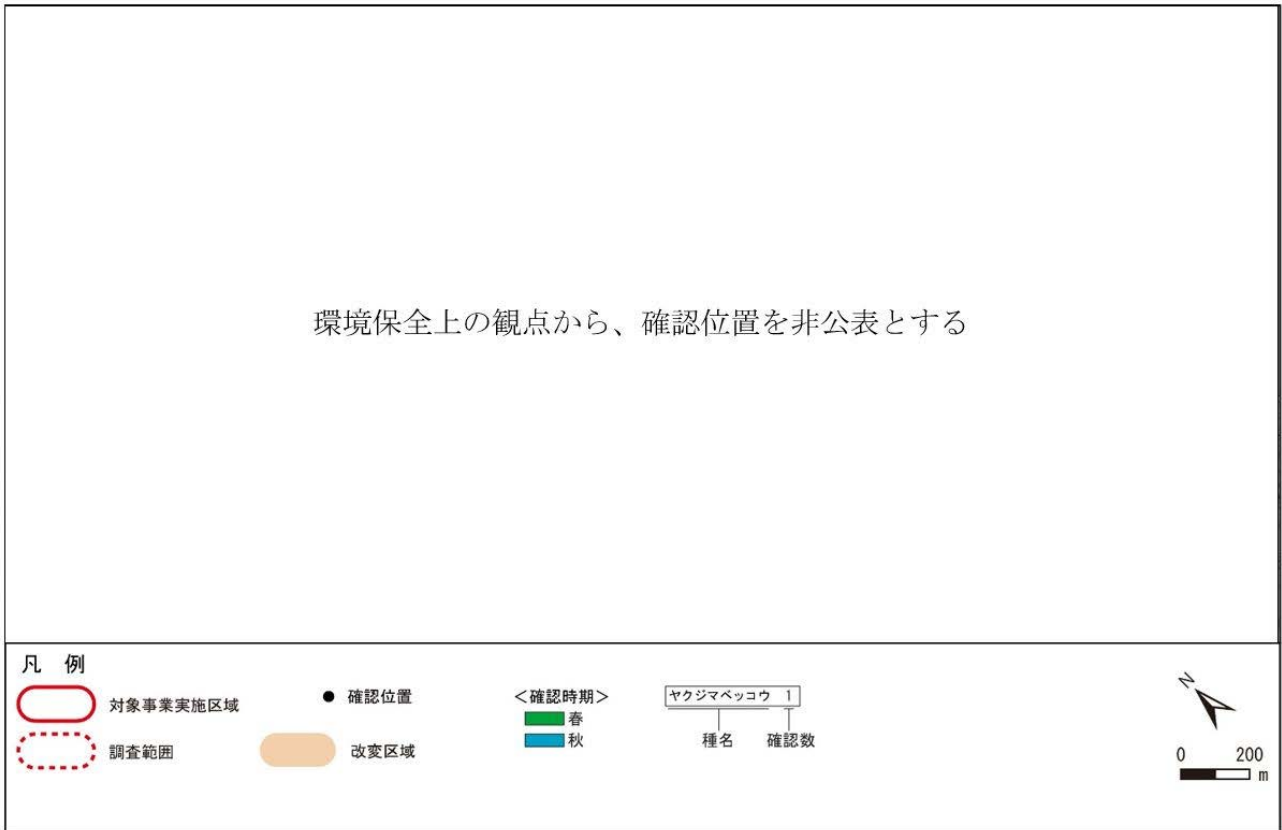 環境保全上の観点から、確認位置を非公表とする
凡　例
対象事業実施区域
調査範囲
● 確認位置
改変区域
＜確認時期＞
春
秋
ヤクジマベッコウ 1
種名 確認数
N
0 200
m